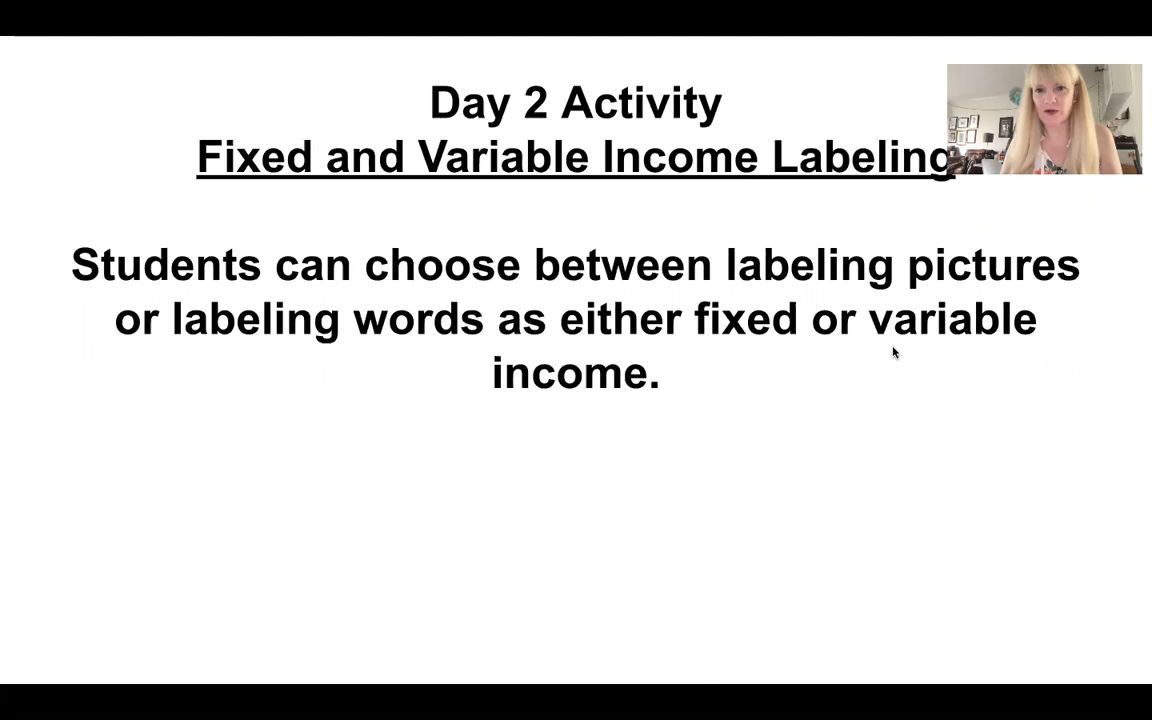 Day 2 Activity
Fixed and Variable Income Labeling
Students can choose between labeling pictures
or labeling words as either fixed or variable
income.